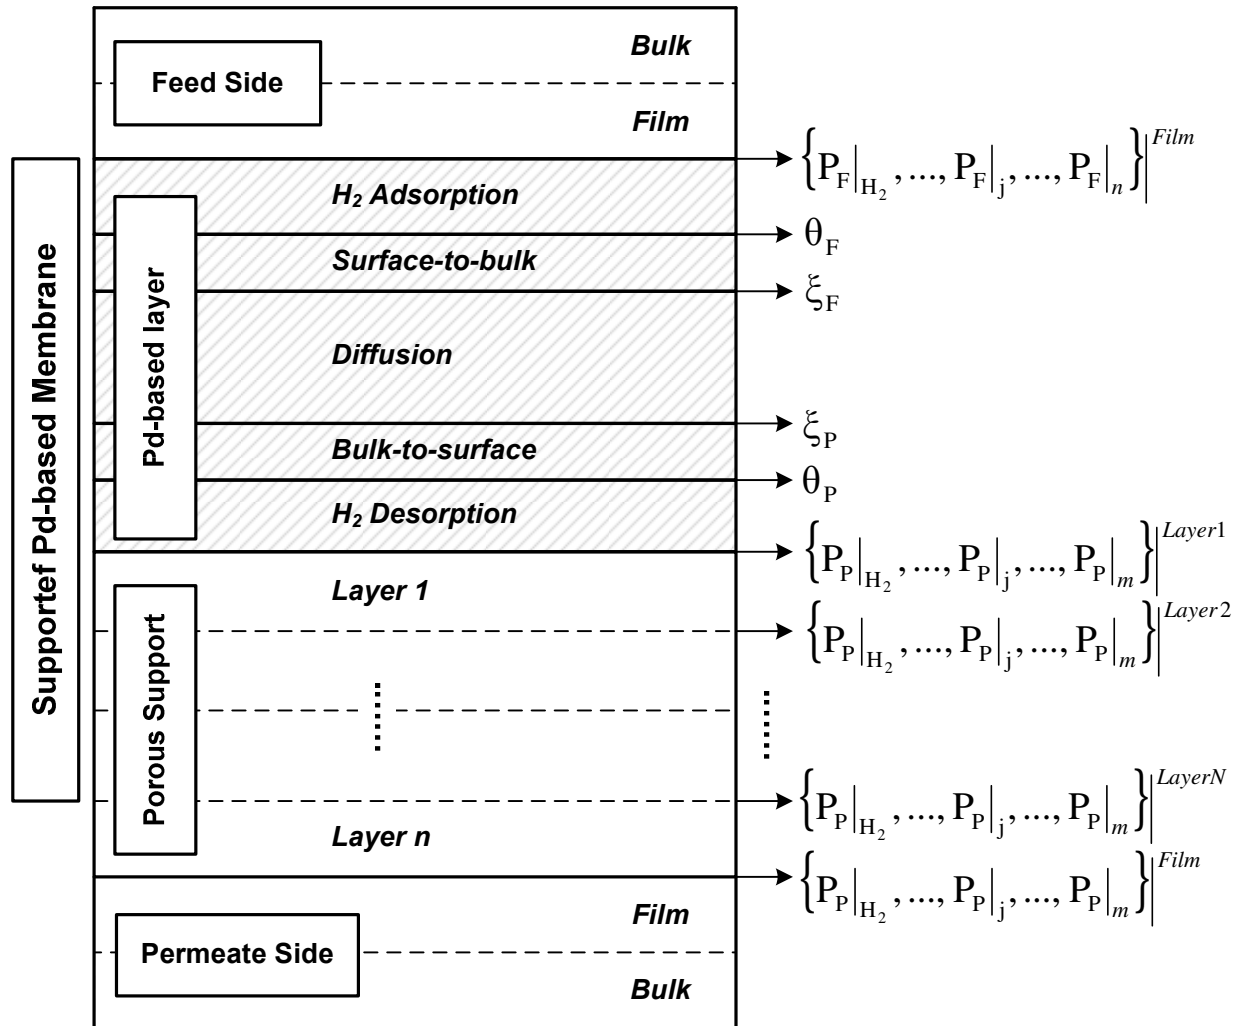 Bulk
Feed Side
Film
{P_F|_H₂ , ..., P_F|_j , ..., P_F|_n}|^Film
H₂ Adsorption
θ_F
Surface-to-bulk
ξ_F
Diffusion
ξ_P
Bulk-to-surface
θ_P
H₂ Desorption
{P_P|_H₂ , ..., P_P|_j , ..., P_P|_m}|^Layer1
Layer 1
{P_P|_H₂ , ..., P_P|_j , ..., P_P|_m}|^Layer2
{P_P|_H₂ , ..., P_P|_j , ..., P_P|_m}|^LayerN
Layer n
{P_P|_H₂ , ..., P_P|_j , ..., P_P|_m}|^Film
Film
Permeate Side
Bulk
Supportef Pd-based Membrane
Pd-based layer
Porous Support